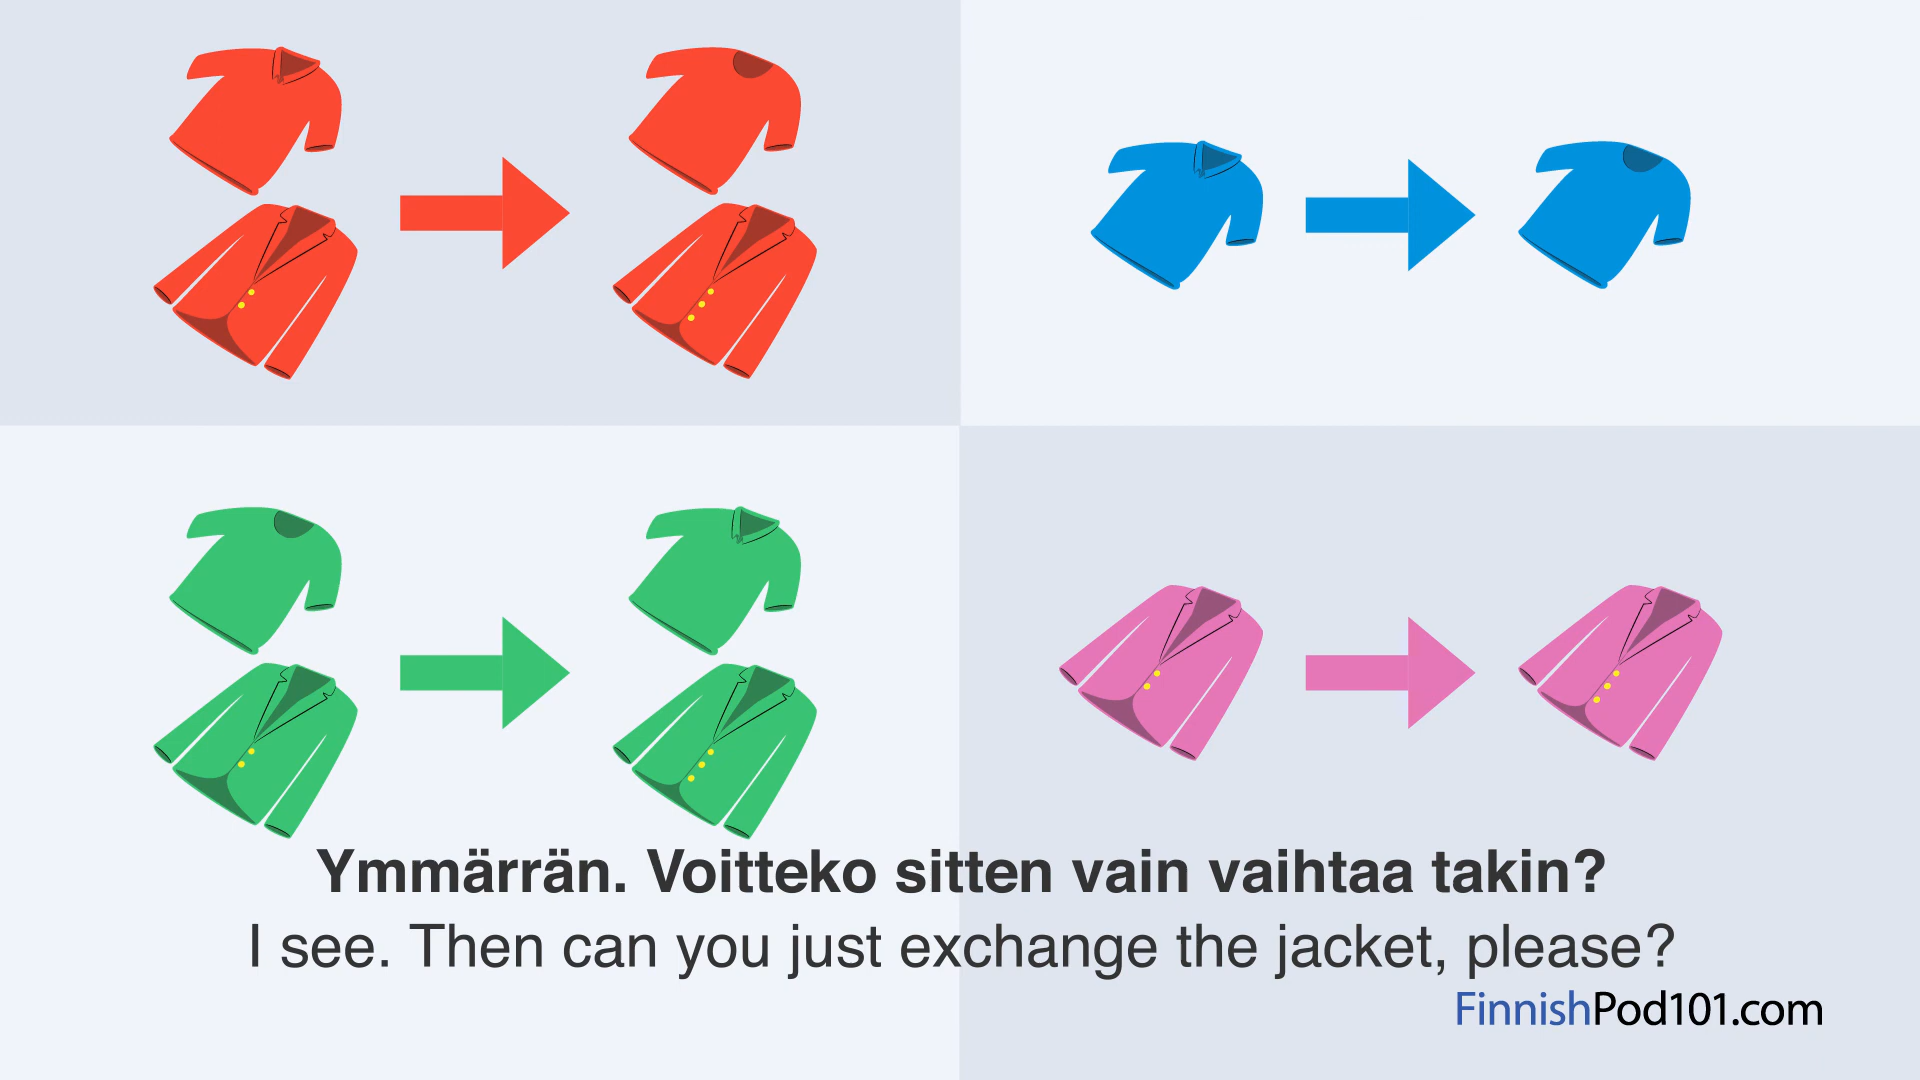 Ymmärrän. Voitteko sitten vain vaihtaa takin?
I see. Then can you just exchange the jacket, please?
FinnishPod101.com